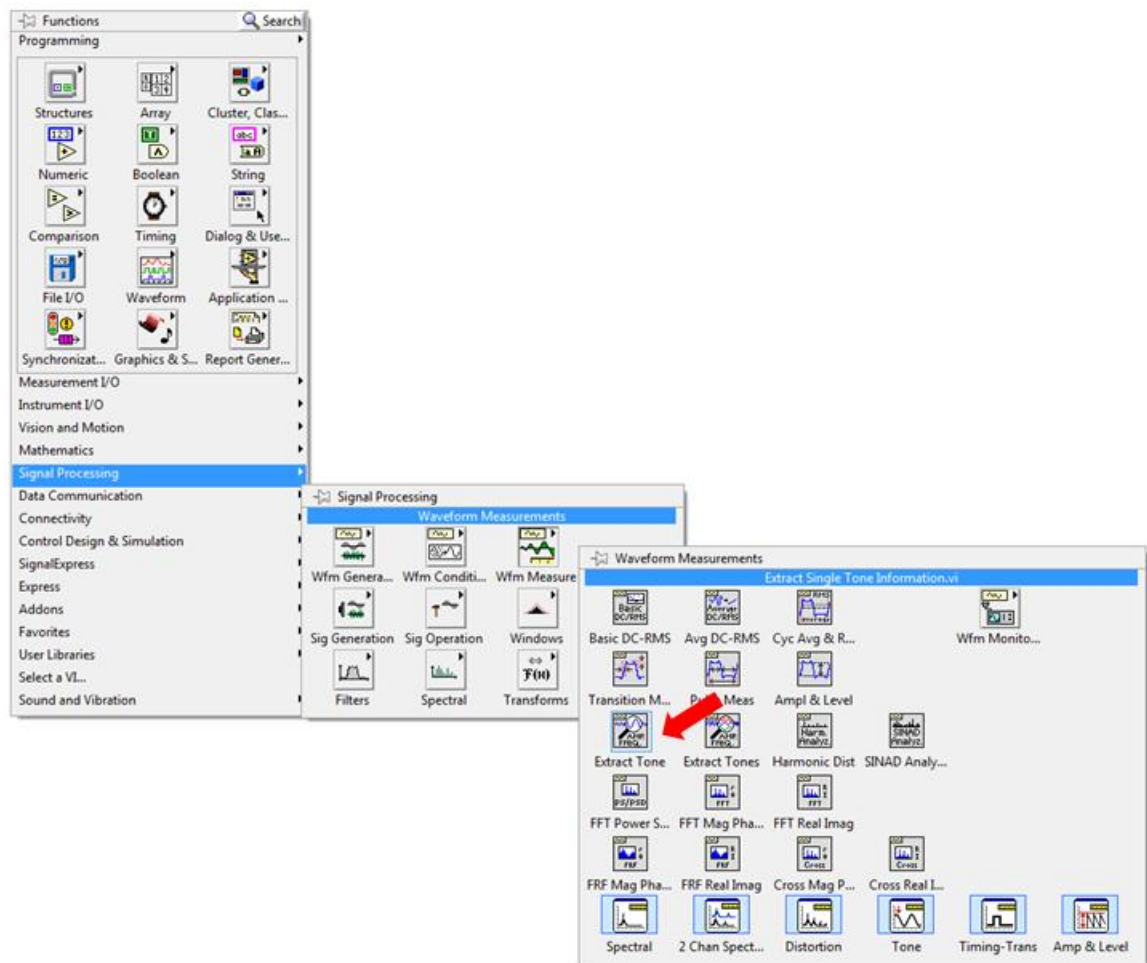 Functions Search
Programming
Structures Array Cluster, Clas...
Numeric Boolean String
Comparison Timing Dialog & Use...
File I/O Waveform Application ...
Synchronizat... Graphics & S... Report Gener...
Measurement I/O
Instrument I/O
Vision and Motion
Mathematics
Signal Processing
Data Communication
Connectivity
Control Design & Simulation
SignalExpress
Express
Addons
Favorites
User Libraries
Select a VI...
Sound and Vibration
Signal Processing
Waveform Measurements
Wfm Genera... Wfm Conditi... Wfm Measure
Sig Generation Sig Operation Windows
Filters Spectral Transforms
Waveform Measurements
Extract Single Tone Information.vi
Basic DC-RMS Avg DC-RMS Cyc Avg & R... Wfm Monito...
Transition M... Meas Ampl & Level
Extract Tone Extract Tones Harmonic Dist SINAD Analy...
FFT Power S... FFT Mag Pha... FFT Real Imag
FRF Mag Pha... FRF Real Imag Cross Mag P... Cross Real I...
Spectral 2 Chan Spect... Distortion Tone Timing-Trans Amp & Level